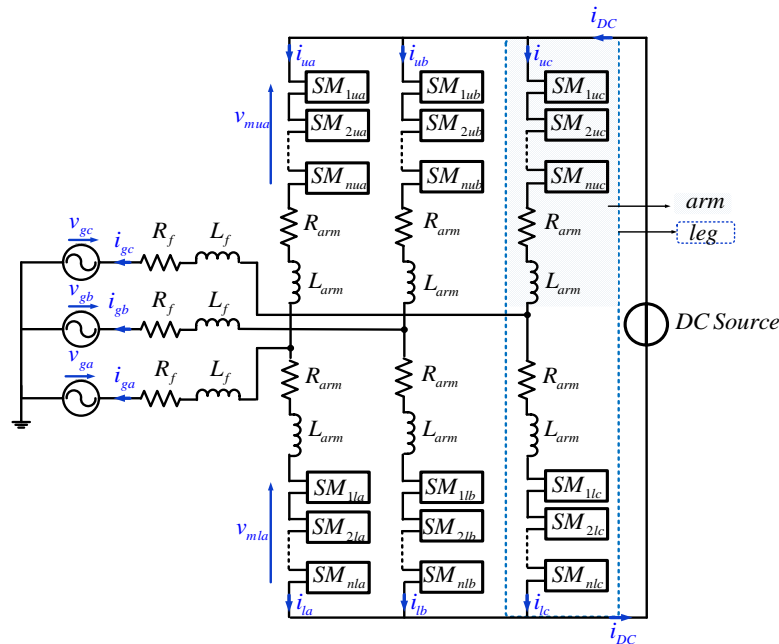 i_DC
i_ua i_ub i_uc
SM_1ua SM_1ub SM_1uc
v_mua
SM_2ua SM_2ub SM_2uc
SM_nua SM_nub SM_nuc
arm
R_arm R_arm R_arm
leg
v_gc i_gc R_f L_f
L_arm L_arm L_arm
v_gb i_gb R_f L_f
DC Source
v_ga i_ga R_f L_f
R_arm R_arm R_arm
L_arm L_arm L_arm
SM_1la SM_1lb SM_1lc
v_mla
SM_2la SM_2lb SM_2lc
SM_nla SM_nlb SM_nlc
i_la i_lb i_lc
i_DC